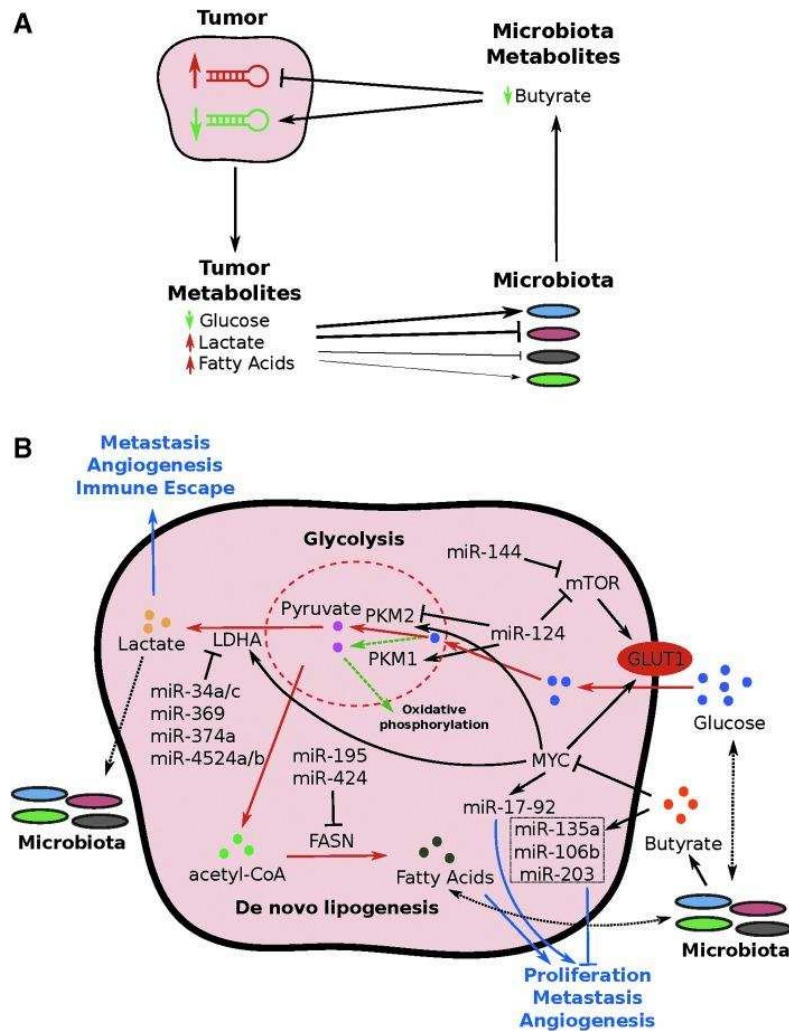 A
Tumor
Microbiota
Metabolites
Butyrate
Tumor
Metabolites
Glucose
Lactate
Fatty Acids
Microbiota
B
Metastasis
Angiogenesis
Immune Escape
Glycolysis
miR-144
mTOR
Pyruvate
PKM2
miR-124
Lactate
LDHA
PKM1
GLUT1
miR-34a/c
miR-369
miR-374a
miR-4524a/b
Oxidative
phosphorylation
Glucose
miR-195
miR-424
MYC
miR-17-92
miR-135a
miR-106b
miR-203
Butyrate
Microbiota
FASN
acetyl-CoA
Fatty Acids
De novo lipogenesis
Microbiota
Proliferation
Metastasis
Angiogenesis